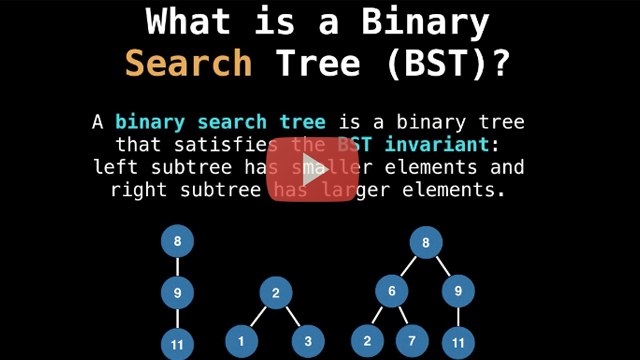 What is a Binary
Search Tree (BST)?
A binary search tree is a binary tree
that satisfies the BST invariant:
left subtree has smaller elements and
right subtree has larger elements.
8
9
11
2
1
3
8
6
9
2
7
11